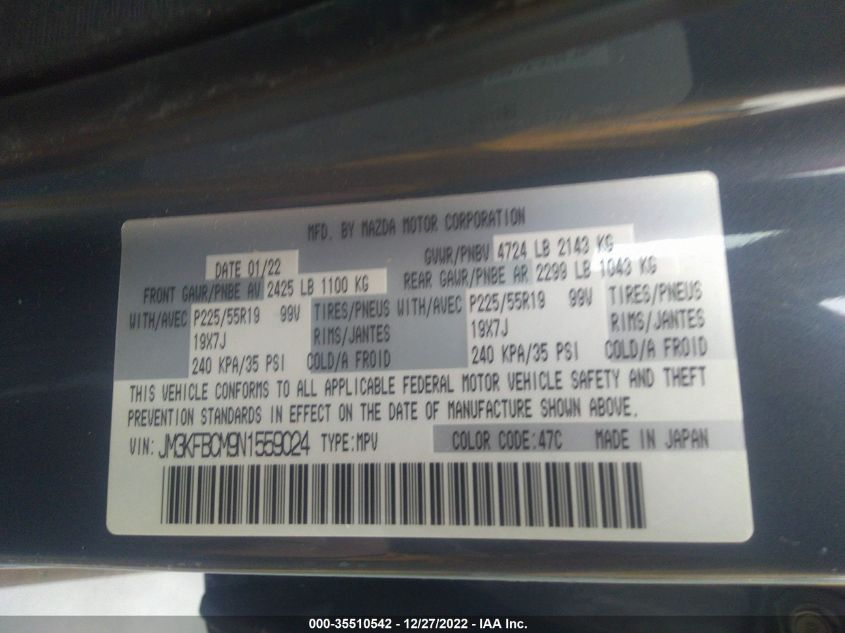 MFD. BY MAZDA MOTOR CORPORATION
DATE 01/22 GVWR/PNBV 4724 LB 2143 KG
FRONT GAWR/PNBE AV 2425 LB 1100 KG REAR GAWR/PNBE AR 2299 LB 1043 KG
WITH/AVEC P225/55R19 99V TIRES/PNEUS WITH/AVEC P225/55R19 99V TIRES/PNEUS
19X7J RIMS/JANTES 19X7J RIMS/JANTES
240 KPA/35 PSI COLD/A FROID 240 KPA/35 PSI COLD/A FROID
THIS VEHICLE CONFORMS TO ALL APPLICABLE FEDERAL MOTOR VEHICLE SAFETY AND THEFT
PREVENTION STANDARDS IN EFFECT ON THE DATE OF MANUFACTURE SHOWN ABOVE.
VIN: JM3KFBCM9N1559024 TYPE:MPV COLOR CODE:47C MADE IN JAPAN
000-35510542 - 12/27/2022 - IAA Inc.